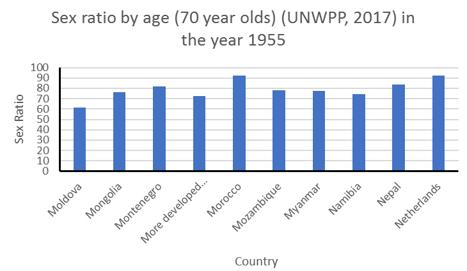 Sex ratio by age (70 year olds) (UNWPP, 2017) in
the year 1955
Sex Ratio
100
90
80
70
60
50
40
30
20
10
0
Moldova
Mongolia
Montenegro
More developed...
Morocco
Mozambique
Myanmar
Namibia
Nepal
Netherlands
Country